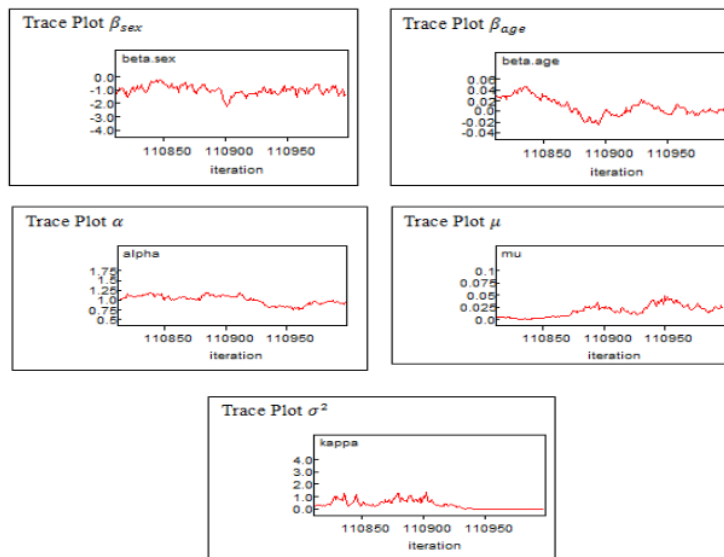 Trace Plot βsex
beta.sex
0.0
-1.0
-2.0
-3.0
-4.0
110850 110900 110950
iteration
Trace Plot βage
beta.age
0.06
0.04
0.02
0.0
-0.02
-0.04
110850 110900 110950
iteration
Trace Plot α
alpha
1.75
1.5
1.25
1.0
0.75
0.5
110850 110900 110950
iteration
Trace Plot μ
mu
0.1
0.075
0.05
0.025
0.0
110850 110900 110950
iteration
Trace Plot σ²
kappa
4.0
3.0
2.0
1.0
0.0
110850 110900 110950
iteration